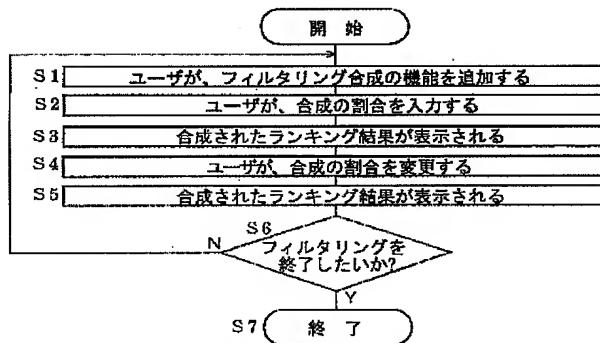 開 始
S1 ユーザが、フィルタリング合成の機能を追加する
S2 ユーザが、合成の割合を入力する
S3 合成されたランキング結果が表示される
S4 ユーザが、合成の割合を変更する
S5 合成されたランキング結果が表示される
S6
N
フィルタリングを
終了したいか?
Y
S7 終 了